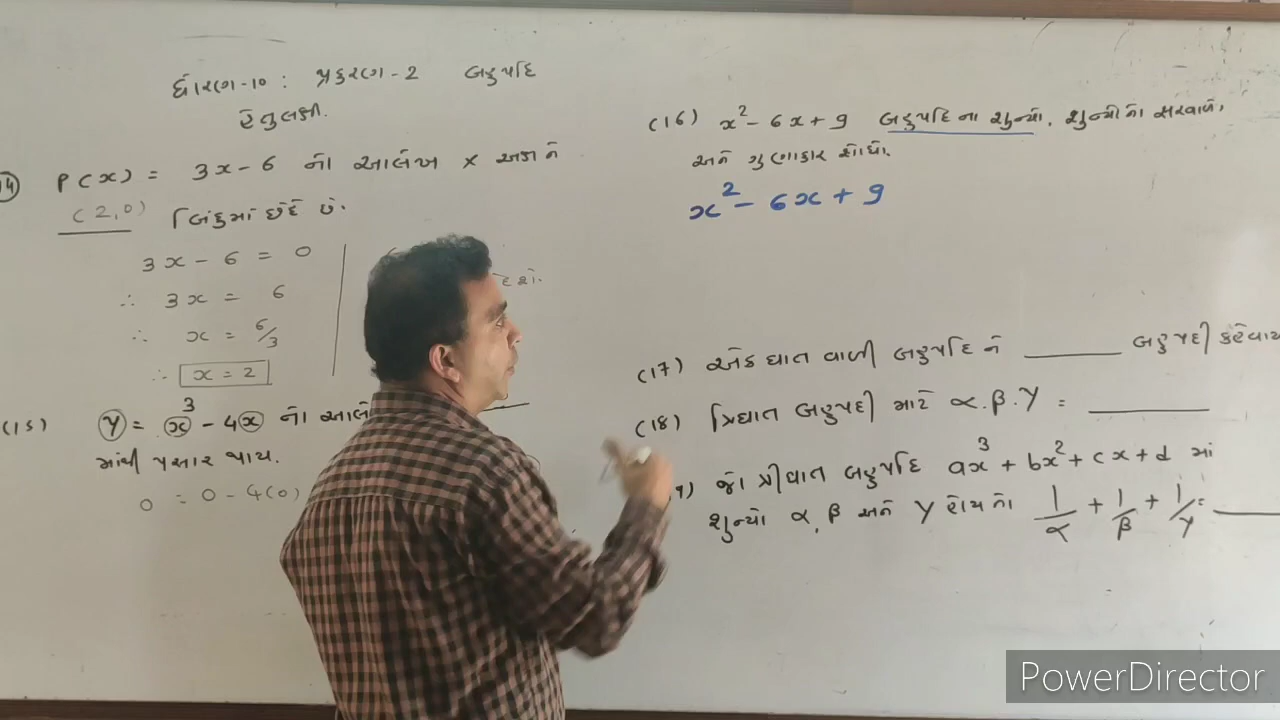 ધોરણ-10 : પ્રકરણ-2 બહુપદિ
હેતુલક્ષી.
14 P(x) = 3x-6 નો આલેખ x અક્ષને
(2,0) બિંદુમાં છેદે છે.
3x - 6 = 0
∴ 3x = 6
∴ x = 6/3
∴ x = 2
(15) y = x³ - 4x નો
માંથી પસાર થાય.
0 = 0 - 4(0)
(16) x² - 6x + 9 બહુપદિના શુન્યો, શુન્યોનો સરવાળો,
અને ગુણાકાર શોધો.
x² - 6x + 9
(17) એક ઘાત વાળી બહુપદિ ને ______ બહુપદી કહેવાય
(18) ત્રિઘાત બહુપદી માટે α.β.γ = ______
9) જો ત્રીઘાત બહુપદિ ax³ + bx² + cx + d માં
શુન્યો α, β અને γ હોય તો 1/α + 1/β + 1/γ = ______
PowerDirector